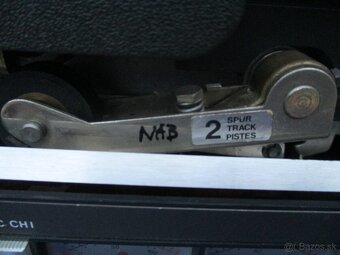 NAB
2 SPUR
TRACK
PISTES
C CHI
Bazos.sk